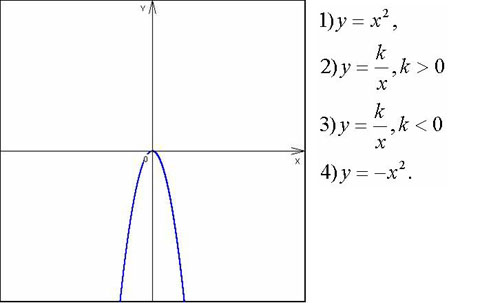 Y
0
X
1) y = x²,
2) y = k/x, k > 0
3) y = k/x, k < 0
4) y = −x².